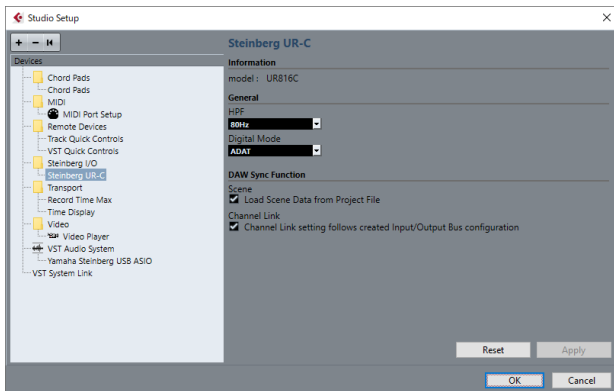 Studio Setup
Devices
Chord Pads
Chord Pads
MIDI
MIDI Port Setup
Remote Devices
Track Quick Controls
VST Quick Controls
Steinberg I/O
Steinberg UR-C
Transport
Record Time Max
Time Display
Video
Video Player
VST Audio System
Yamaha Steinberg USB ASIO
VST System Link
Steinberg UR-C
Information
model : UR816C
General
HPF
80Hz
Digital Mode
ADAT
DAW Sync Function
Scene
Load Scene Data from Project File
Channel Link
Channel Link setting follows created Input/Output Bus configuration
Reset Apply
OK Cancel